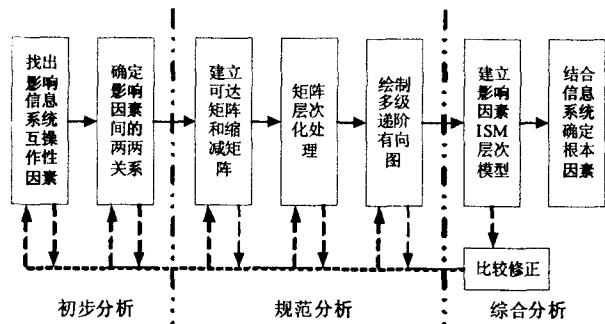 找出
影响
信息
系统
互操
作性
因素
确定
影响
因素
间的
两两
关系
建立
可达
矩阵
和缩
减矩
阵
矩阵
层次
化处
理
绘制
多级
递阶
有向
图
建立
影响
因素
ISM
层次
模型
结合
信息
系统
确定
根本
因素
比较修正
初步分析
规范分析
综合分析